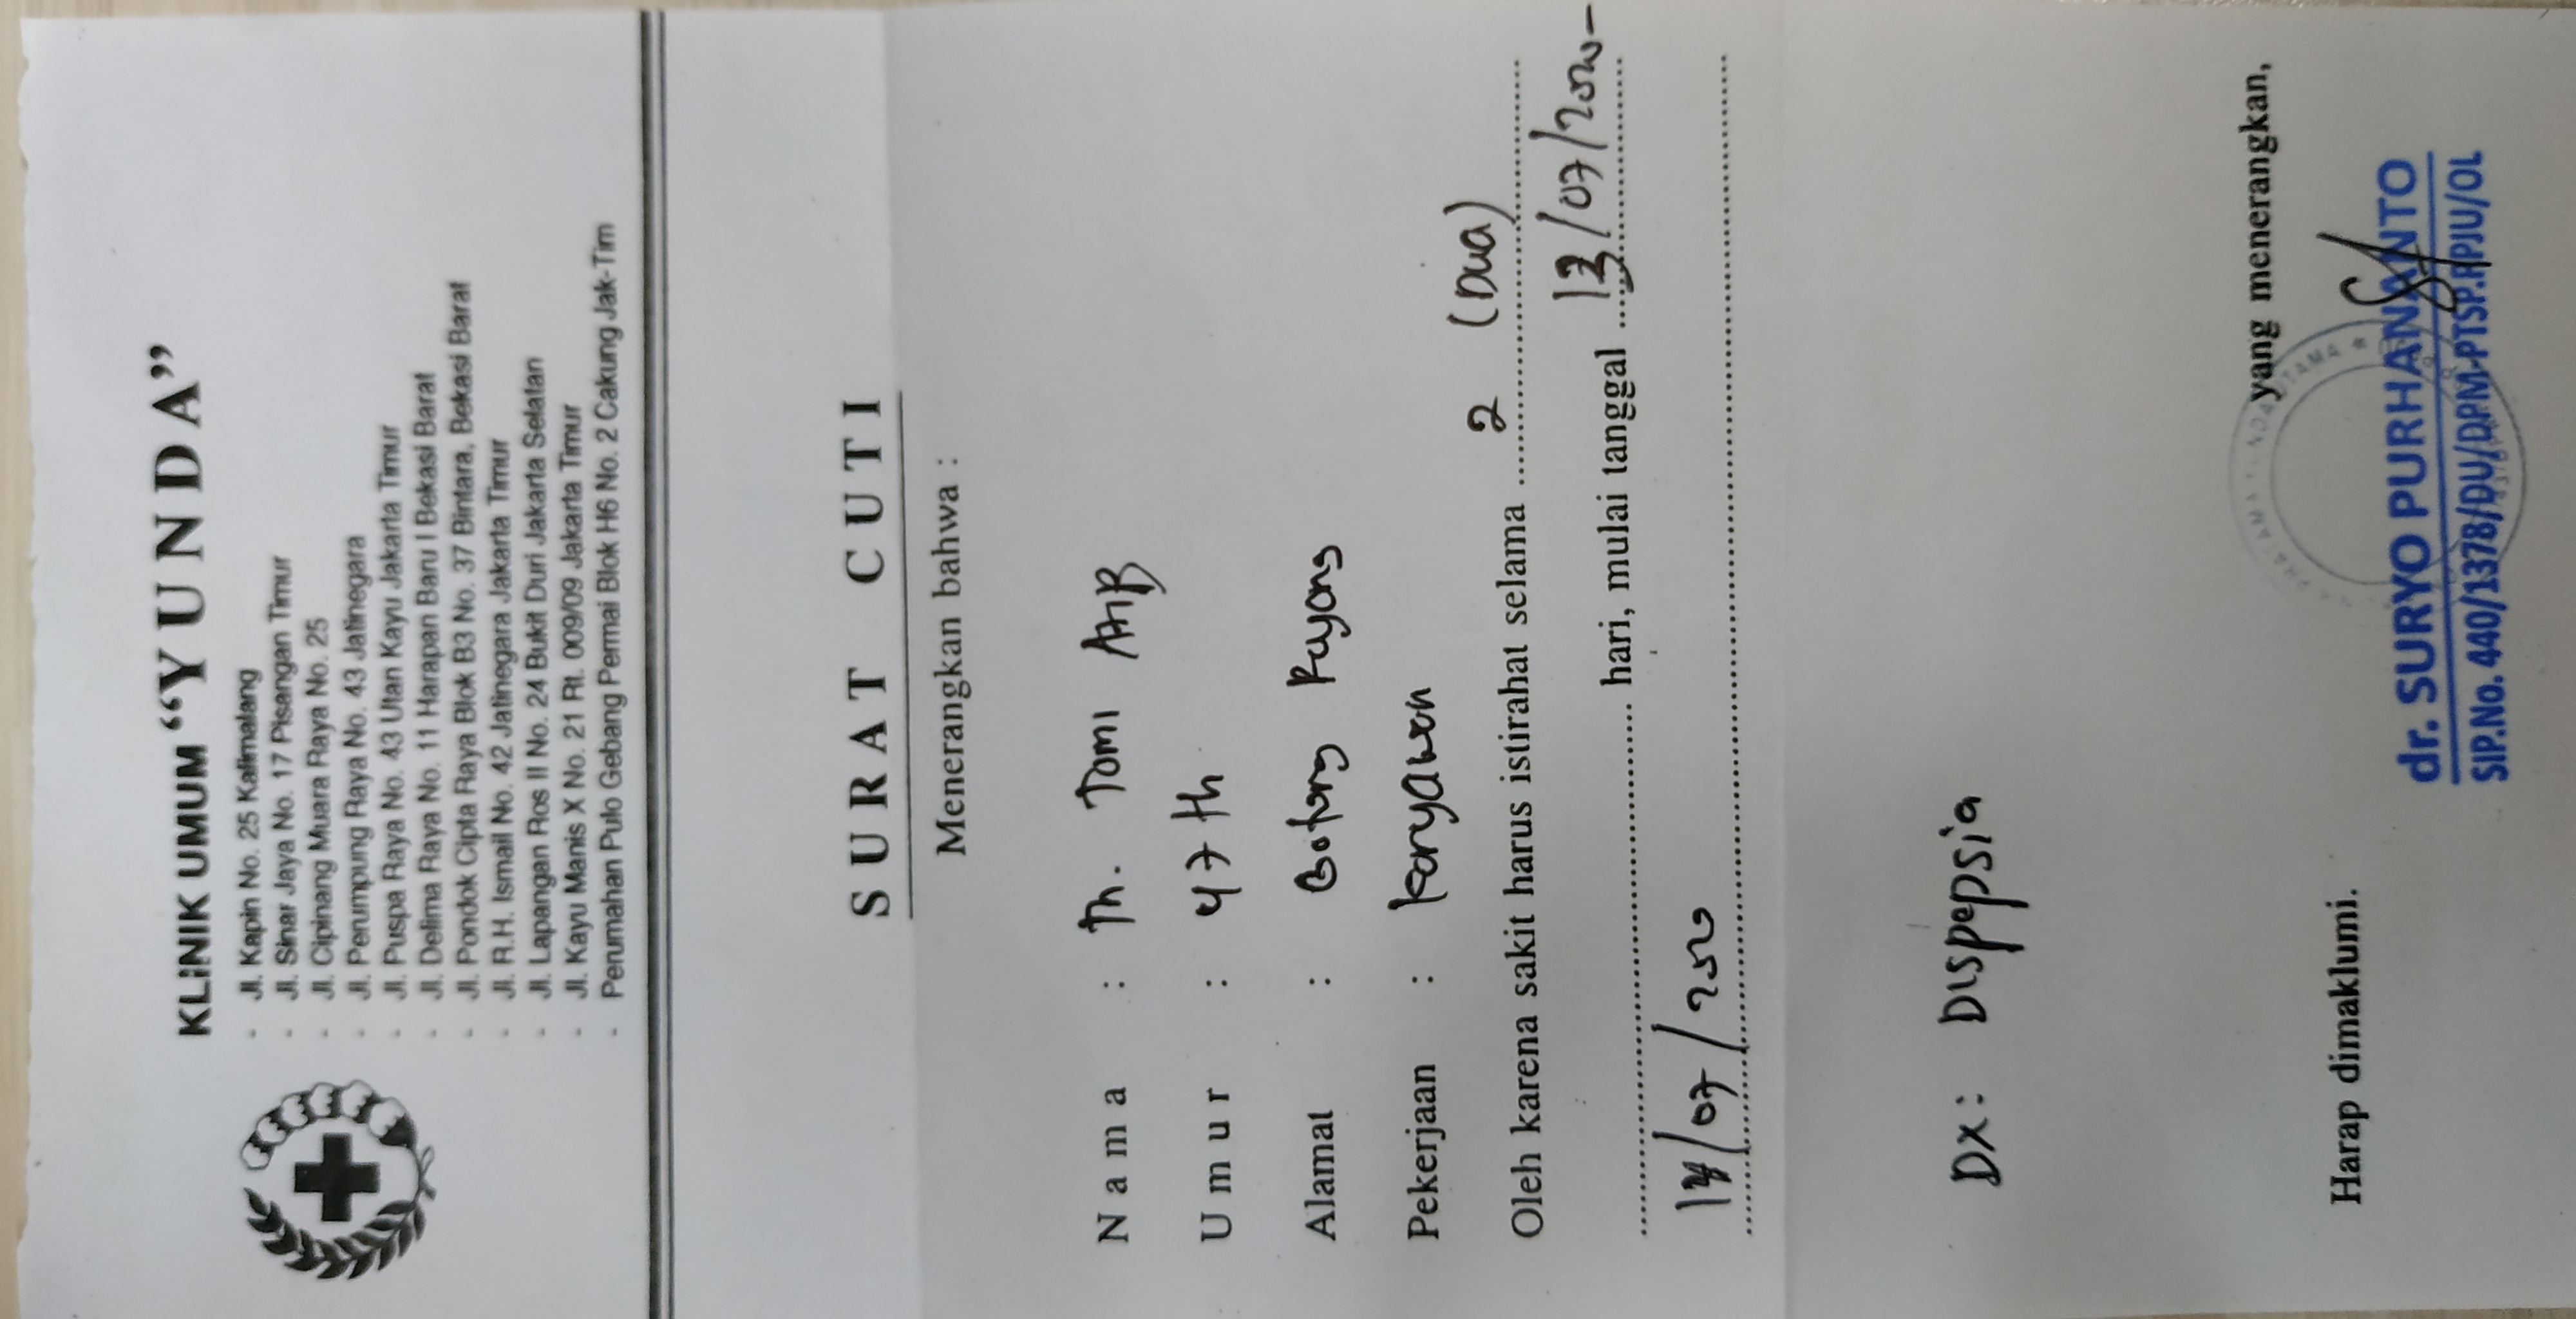 KLiNIK UMUM “YUNDA”
- Jl. Kapin No. 25 Kalimalang
- Jl. Sinar Jaya No. 17 Pisangan Timur
- Jl. Cipinang Muara Raya No. 25
- Jl. Perumpung Raya No. 43 Jatinegara
- Jl. Puspa Raya No. 43 Utan Kayu Jakarta Timur
- Jl. Delima Raya No. 11 Harapan Baru I Bekasi Barat
- Jl. Pondok Cipta Raya Blok B3 No. 37 Bintara, Bekasi Barat
- Jl. R.H. Ismail No. 42 Jatinegara Jakarta Timur
- Jl. Lapangan Ros II No. 24 Bukit Duri Jakarta Selatan
- Jl. Kayu Manis X No. 21 Rt. 009/09 Jakarta Timur
- Perumahan Pulo Gebang Permai Blok H6 No. 2 Cakung Jak-Tim
SURAT CUTI
Menerangkan bahwa :
Nama : Tn. Tomi
Umur : 47 th
Alamat : Gotong Royong
Pekerjaan : Karyawan
Oleh karena sakit harus istirahat selama 2 (Dua)
hari, mulai tanggal 13/07/2020 –
14/07/2020
DX: Dispepsia
yang menerangkan,
Harap dimaklumi.
dr. SURYO PURHANANTO
SIP.No. 440/1378/DU/DPM-PTSP.PPJU/OL